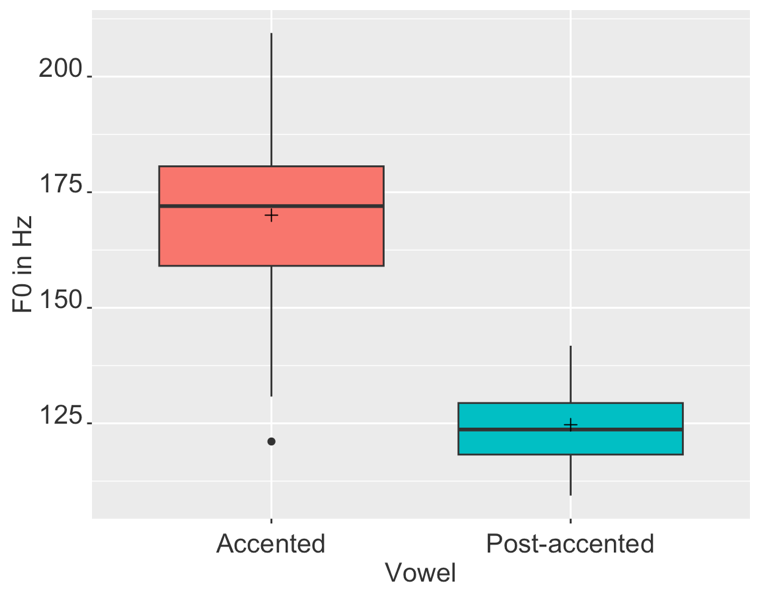 200
175
150
125
F0 in Hz
Accented
Post-accented
Vowel